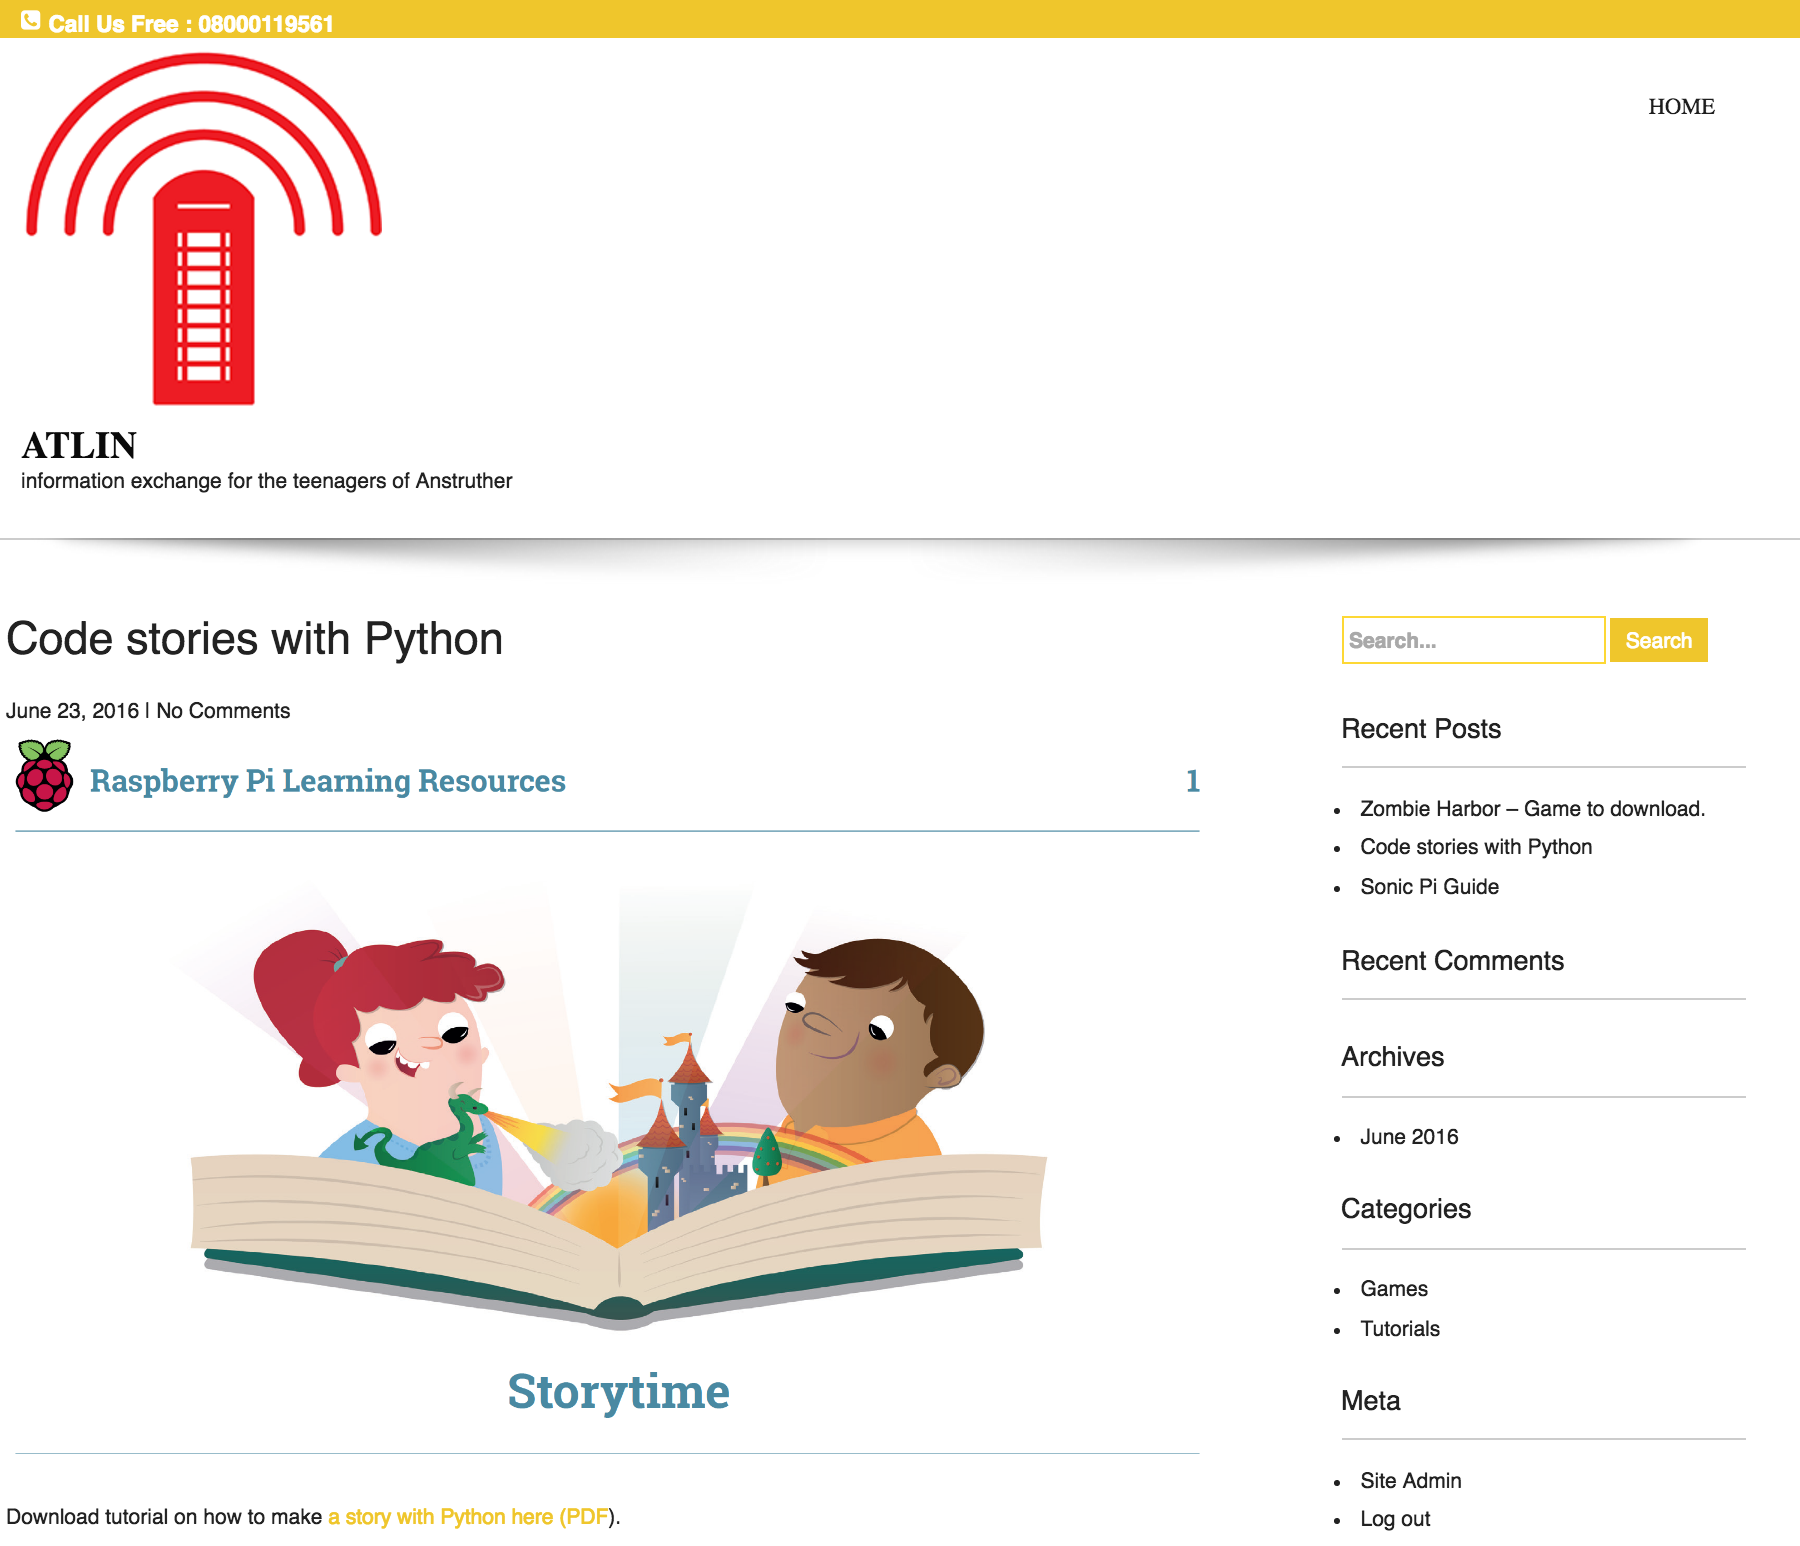 Call Us Free : 08000119561
HOME
ATLIN
information exchange for the teenagers of Anstruther
Code stories with Python
June 23, 2016 | No Comments
Raspberry Pi Learning Resources 1
Storytime
Download tutorial on how to make a story with Python here (PDF).
Search... Search
Recent Posts
Zombie Harbor – Game to download.
Code stories with Python
Sonic Pi Guide
Recent Comments
Archives
June 2016
Categories
Games
Tutorials
Meta
Site Admin
Log out